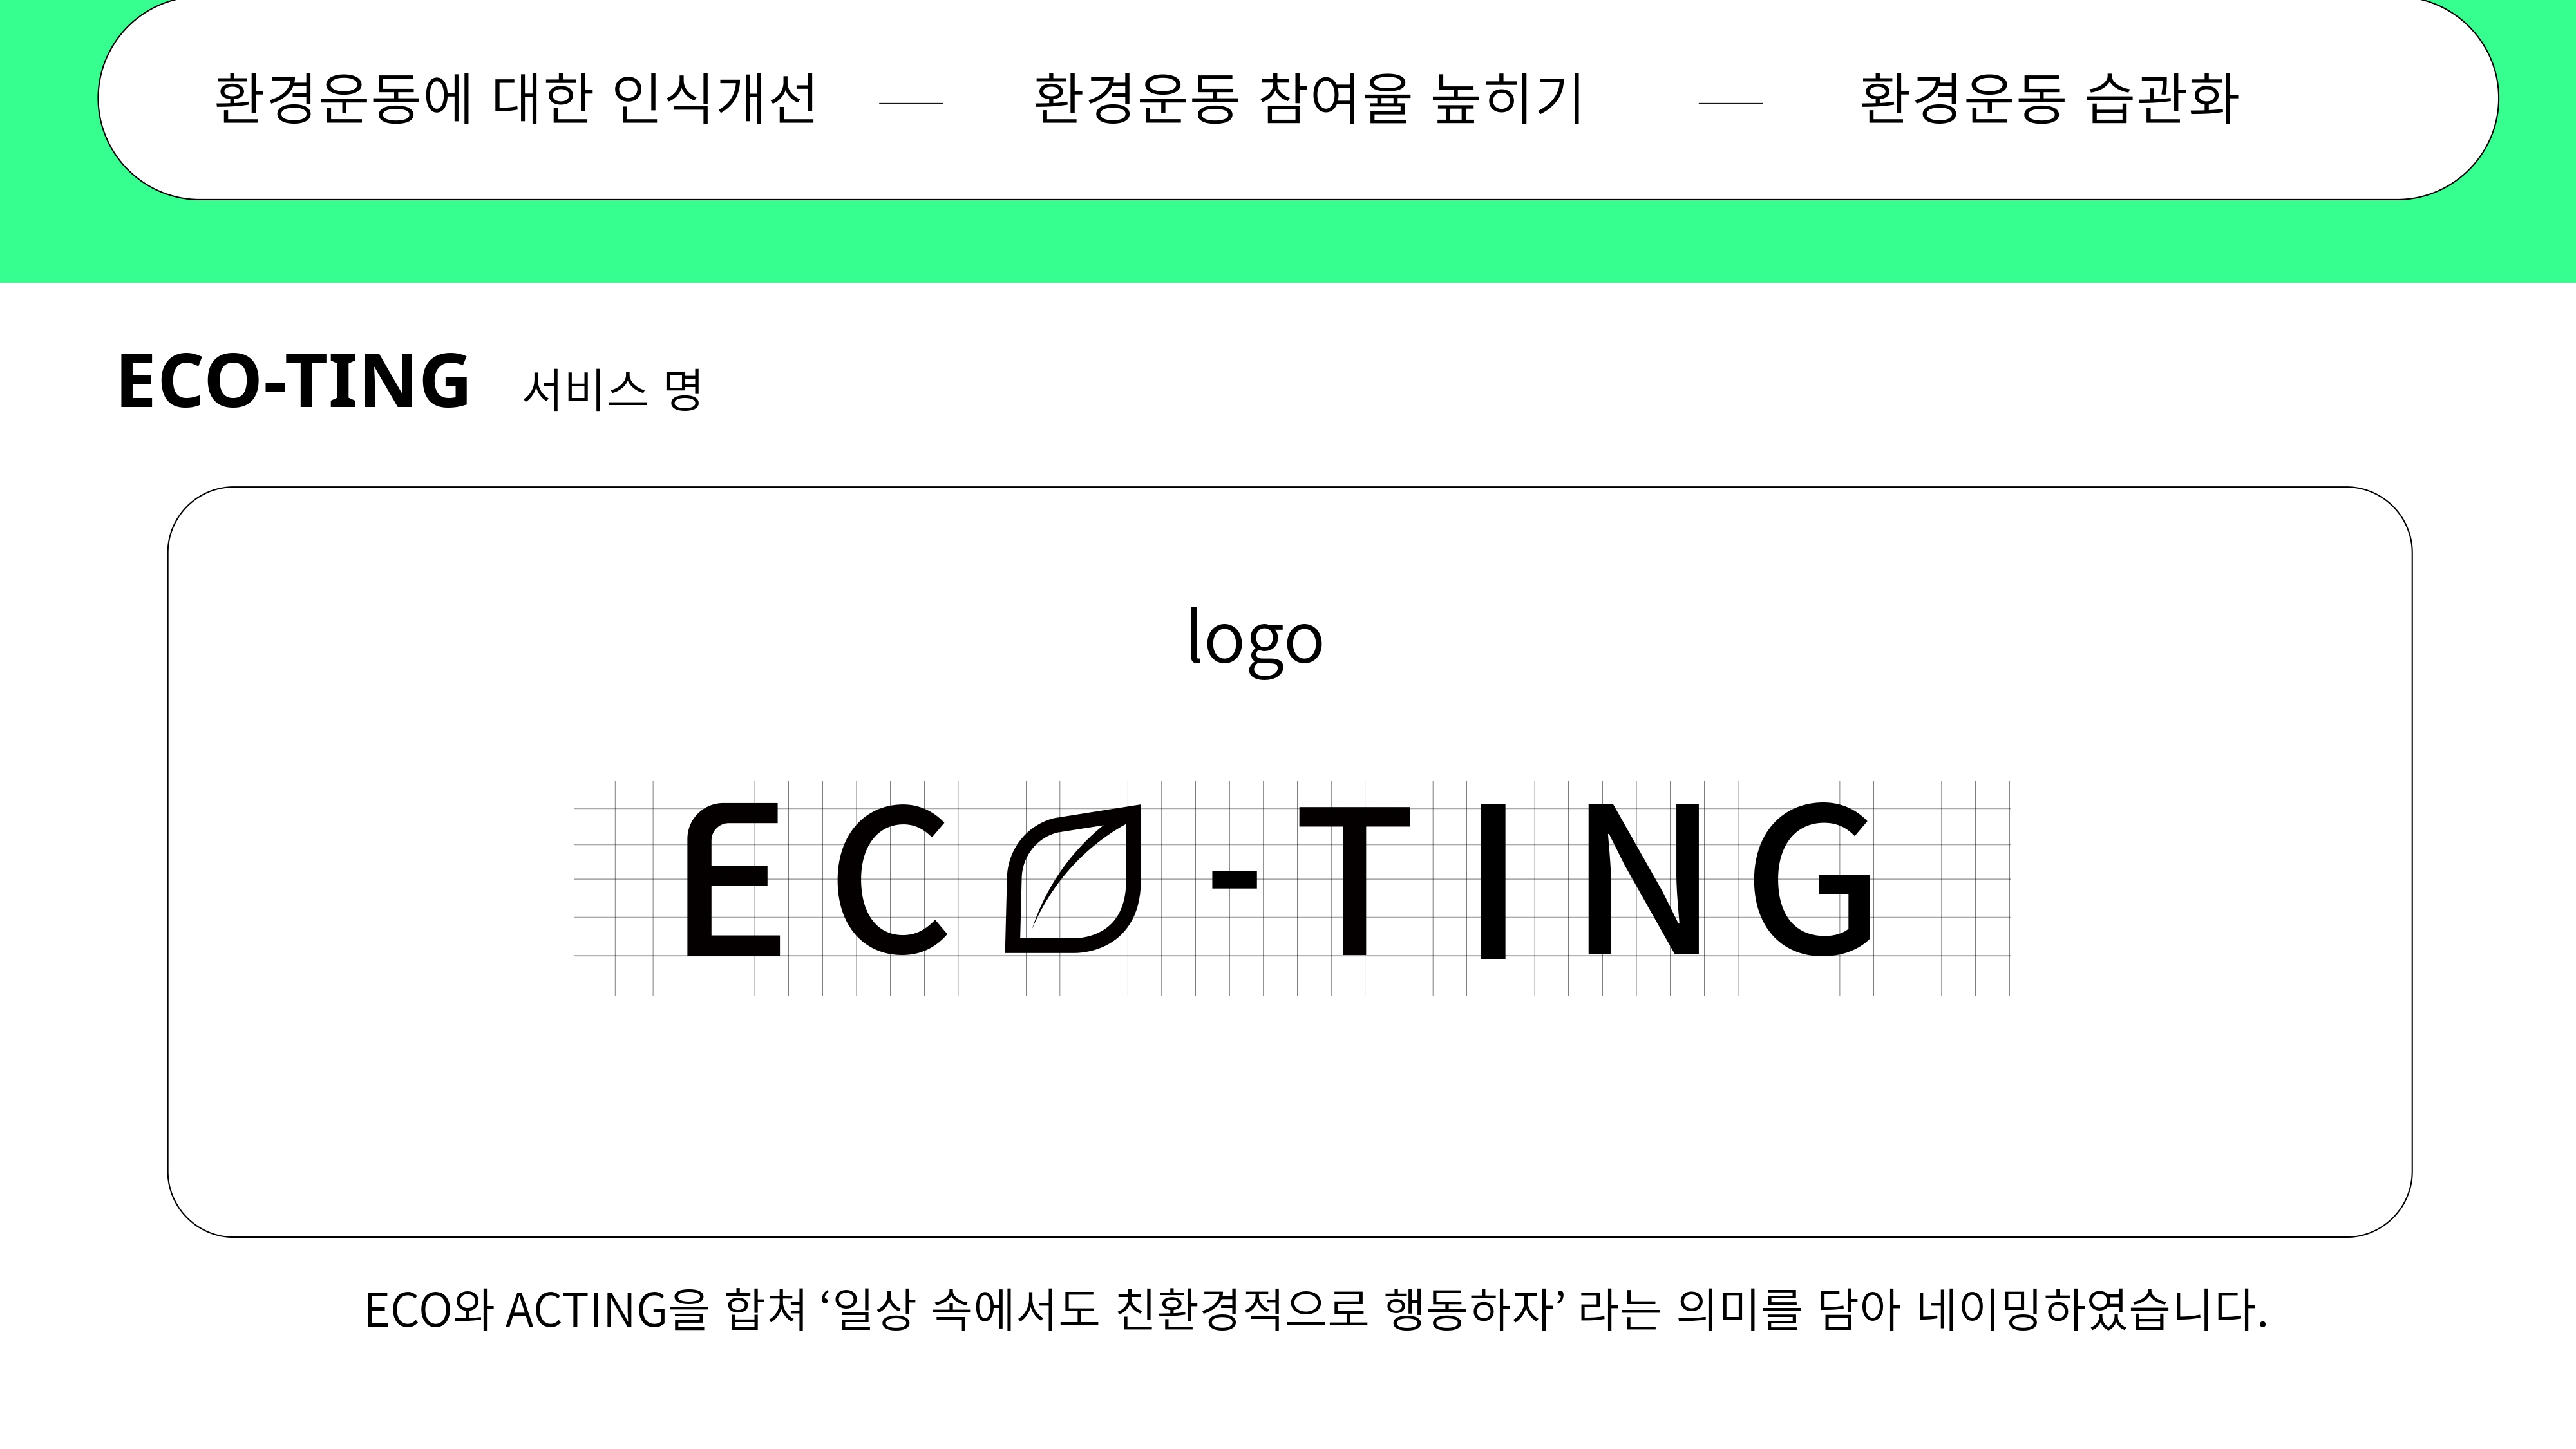 환경운동에 대한 인식개선 — 환경운동 참여율 높히기 — 환경운동 습관화
ECO-TING 서비스 명
logo
ECO-TING
ECO와 ACTING을 합쳐 ‘일상 속에서도 친환경적으로 행동하자’ 라는 의미를 담아 네이밍하였습니다.